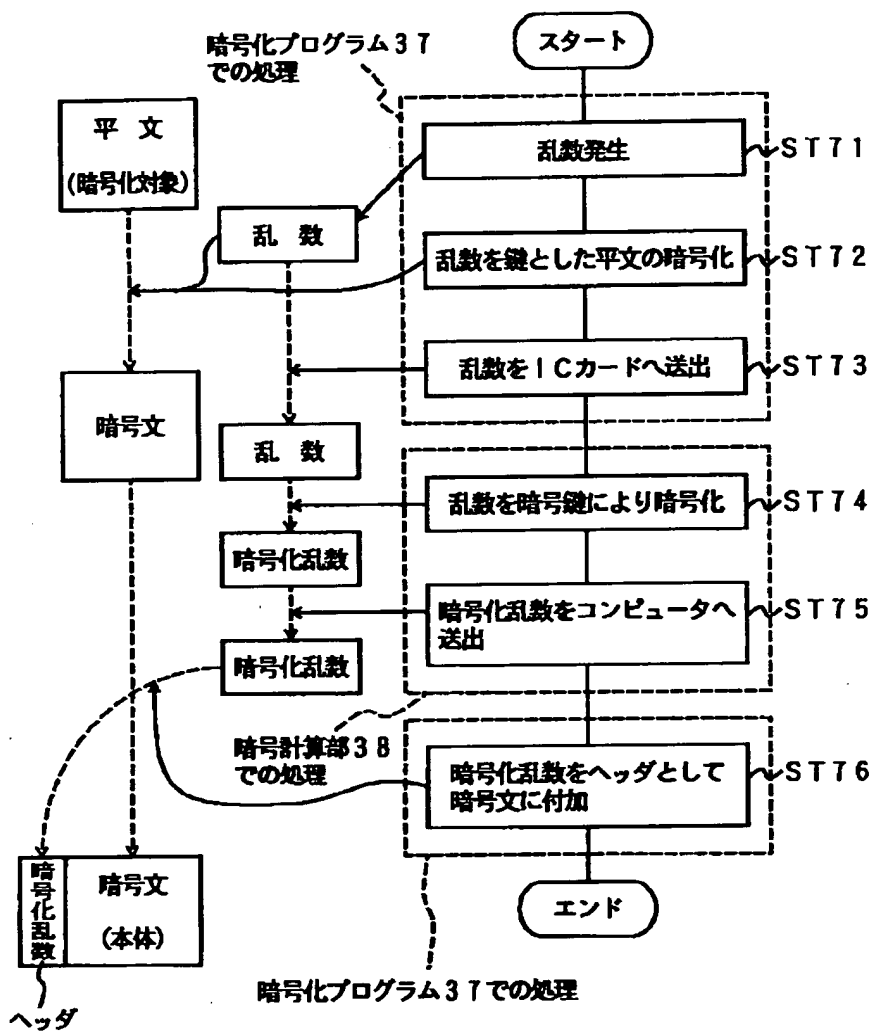 暗号化プログラム37
での処理
スタート
平 文
(暗号化対象)
乱数発生
ST71
乱 数
乱数を鍵とした平文の暗号化
ST72
乱数をICカードへ送出
ST73
暗号文
乱 数
乱数を暗号鍵により暗号化
ST74
暗号化乱数
暗号化乱数をコンピュータへ
送出
ST75
暗号化乱数
暗号計算部38
での処理
暗号化乱数をヘッダとして
暗号文に付加
ST76
暗号化乱数
暗号文
(本体)
エンド
暗号化プログラム37での処理
ヘッダ